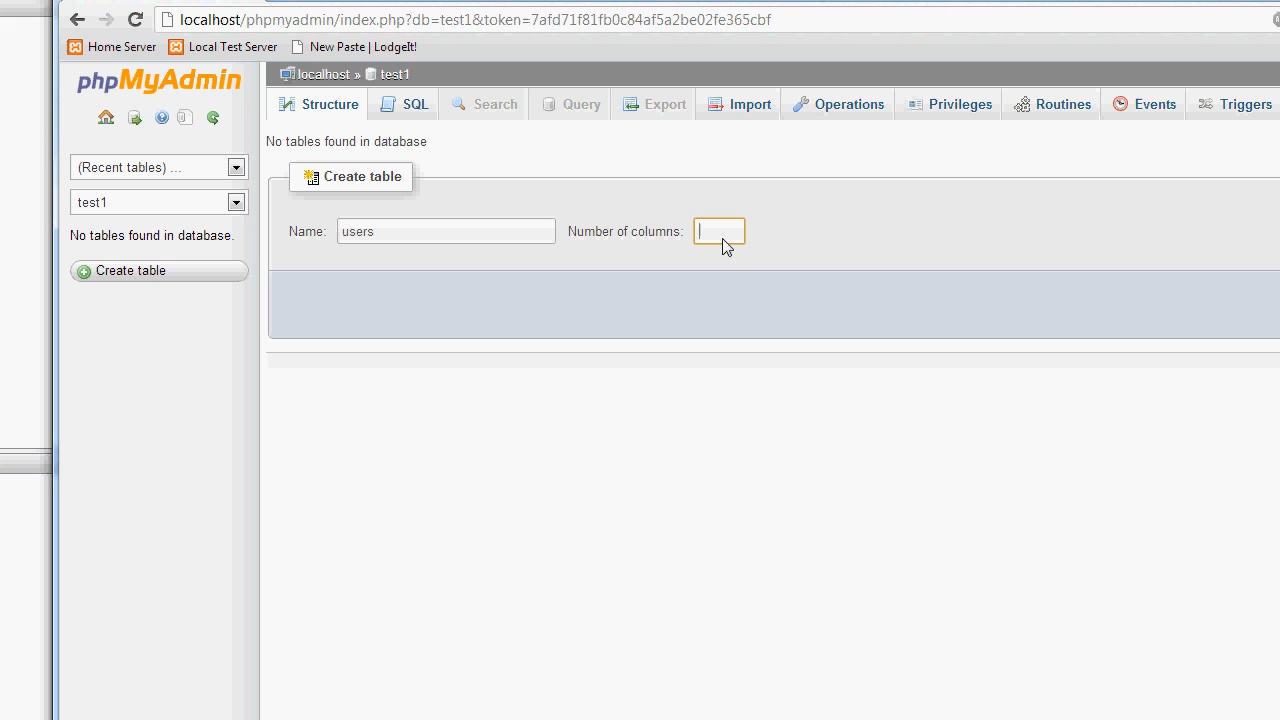 localhost/phpmyadmin/index.php?db=test1&token=7afd71f81fb0c84af5a2be02fe365cbf
Home Server Local Test Server New Paste | LodgeIt!
phpMyAdmin
localhost » test1
Structure SQL Search Query Export Import Operations Privileges Routines Events Triggers
No tables found in database
(Recent tables) ...
Create table
test1
Name: users Number of columns:
No tables found in database.
Create table